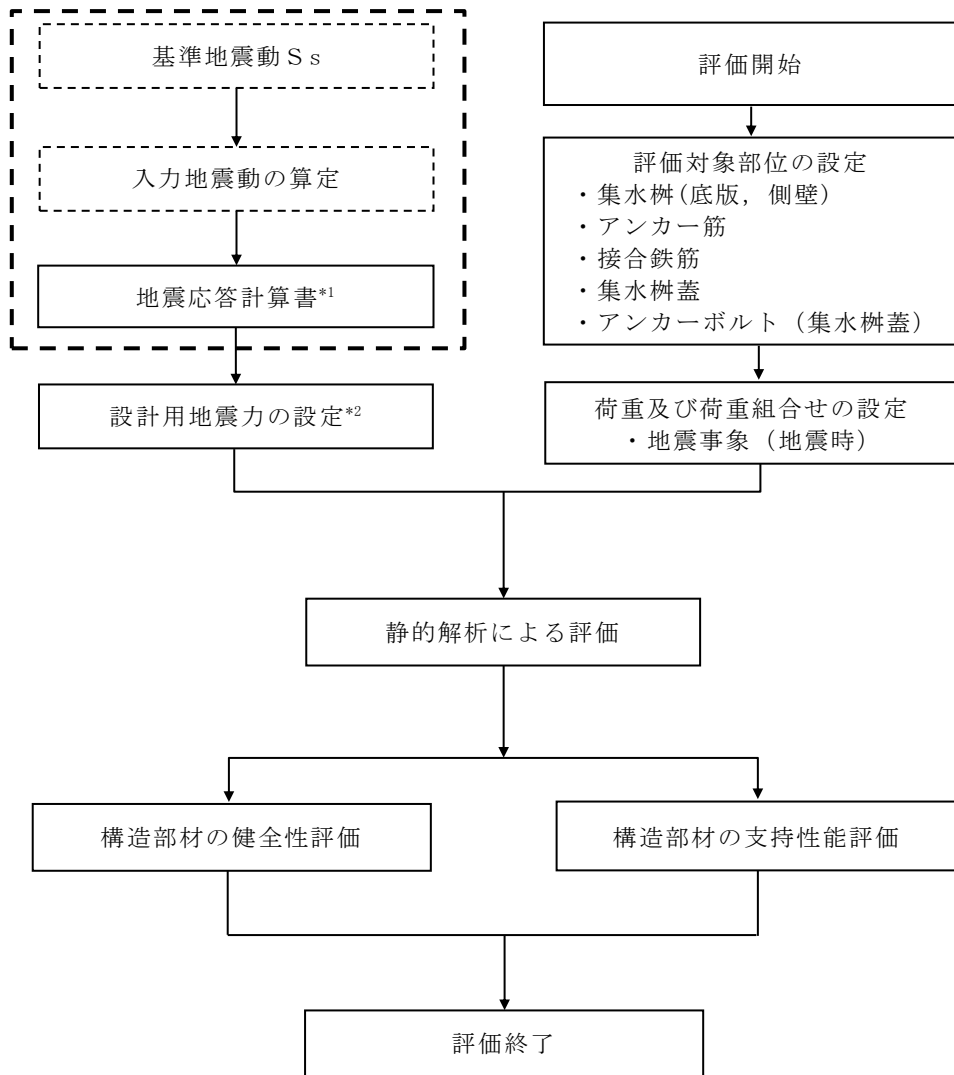 基準地震動Ｓｓ
入力地震動の算定
地震応答計算書*1
設計用地震力の設定*2
評価開始
評価対象部位の設定
・集水桝(底版，側壁）
・アンカー筋
・接合鉄筋
・集水桝蓋
・アンカーボルト（集水桝蓋）
荷重及び荷重組合せの設定
・地震事象（地震時）
静的解析による評価
構造部材の健全性評価
構造部材の支持性能評価
評価終了